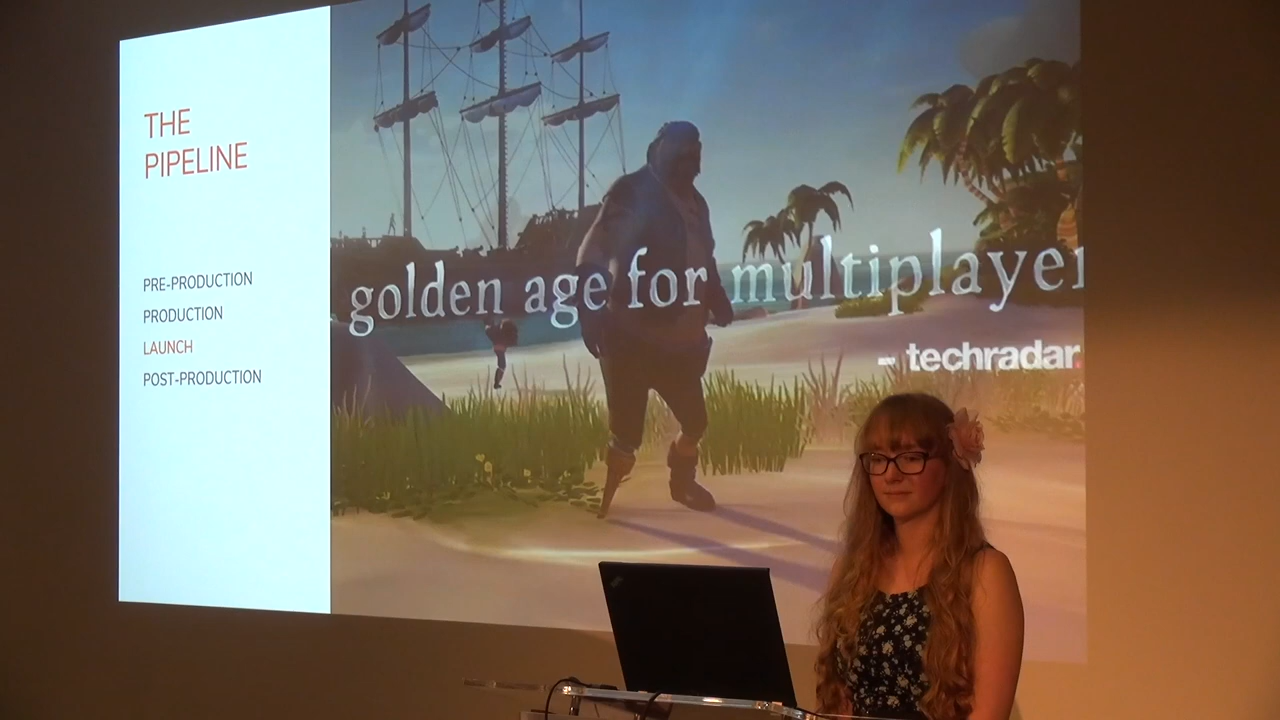 THE
PIPELINE
PRE-PRODUCTION
PRODUCTION
LAUNCH
POST-PRODUCTION
golden age for multiplayer
- techradar.